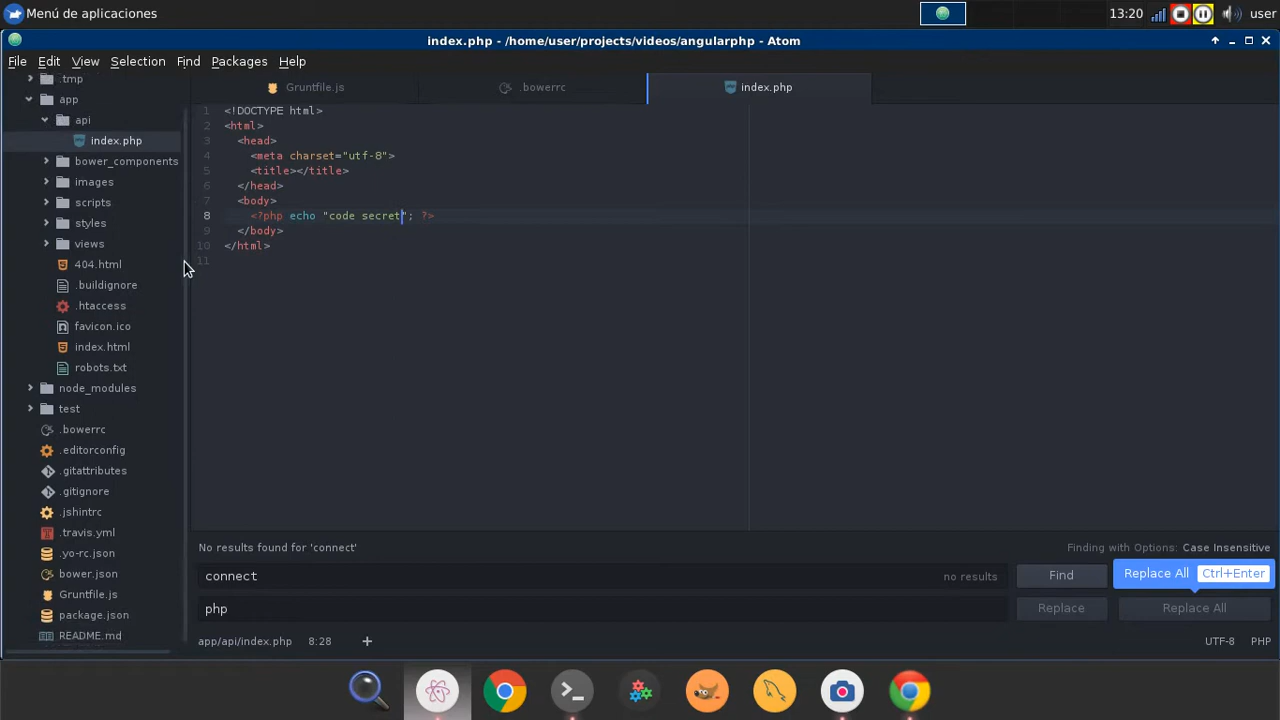 Menú de aplicaciones
13:20
user
index.php - /home/user/projects/videos/angularphp - Atom
File Edit View Selection Find Packages Help
.tmp
app
api
index.php
bower_components
images
scripts
styles
views
404.html
.buildignore
.htaccess
favicon.ico
index.html
robots.txt
node_modules
test
.bowerrc
.editorconfig
.gitattributes
.gitignore
.jshintrc
.travis.yml
.yo-rc.json
bower.json
Gruntfile.js
package.json
README.md
Gruntfile.js
.bowerrc
index.php
1 <!DOCTYPE html>
2 <html>
3 <head>
4 <meta charset="utf-8">
5 <title></title>
6 </head>
7 <body>
8 <?php echo "code secret"; ?>
9 </body>
10 </html>
11
No results found for 'connect'
Finding with Options: Case Insensitive
connect
no results
Find
Replace All Ctrl+Enter
php
Replace
Replace All
app/api/index.php 8:28 +
UTF-8 PHP